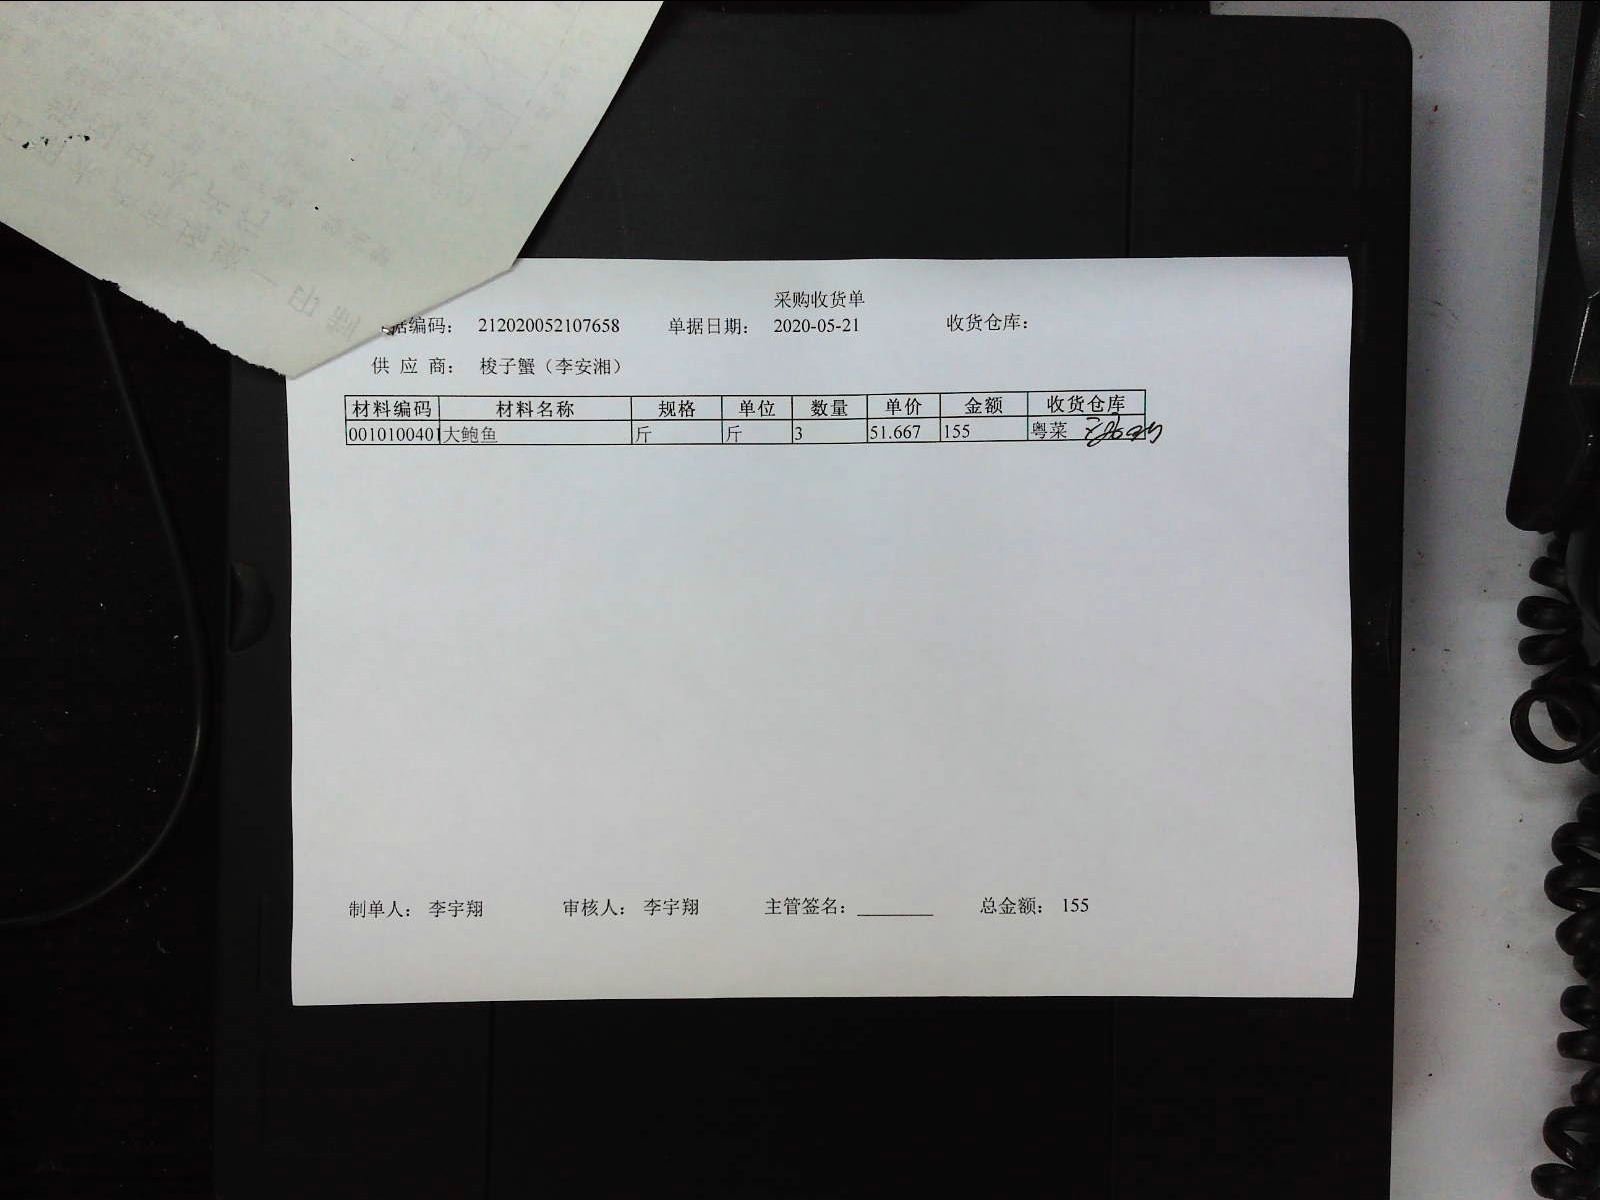 采购收货单
据编码： 212020052107658 单据日期： 2020-05-21 收货仓库：
供 应 商： 梭子蟹（李安湘）
材料编码 材料名称 规格 单位 数量 单价 金额 收货仓库
0010100401 大鲍鱼 斤 斤 3 51.667 155 粤菜
制单人： 李宇翔 审核人： 李宇翔 主管签名：________ 总金额： 155